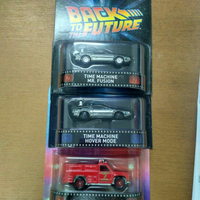 BACK
TO THE
FUTURE
TIME MACHINE
MR. FUSION
TIME MACHINE
HOVER MODE